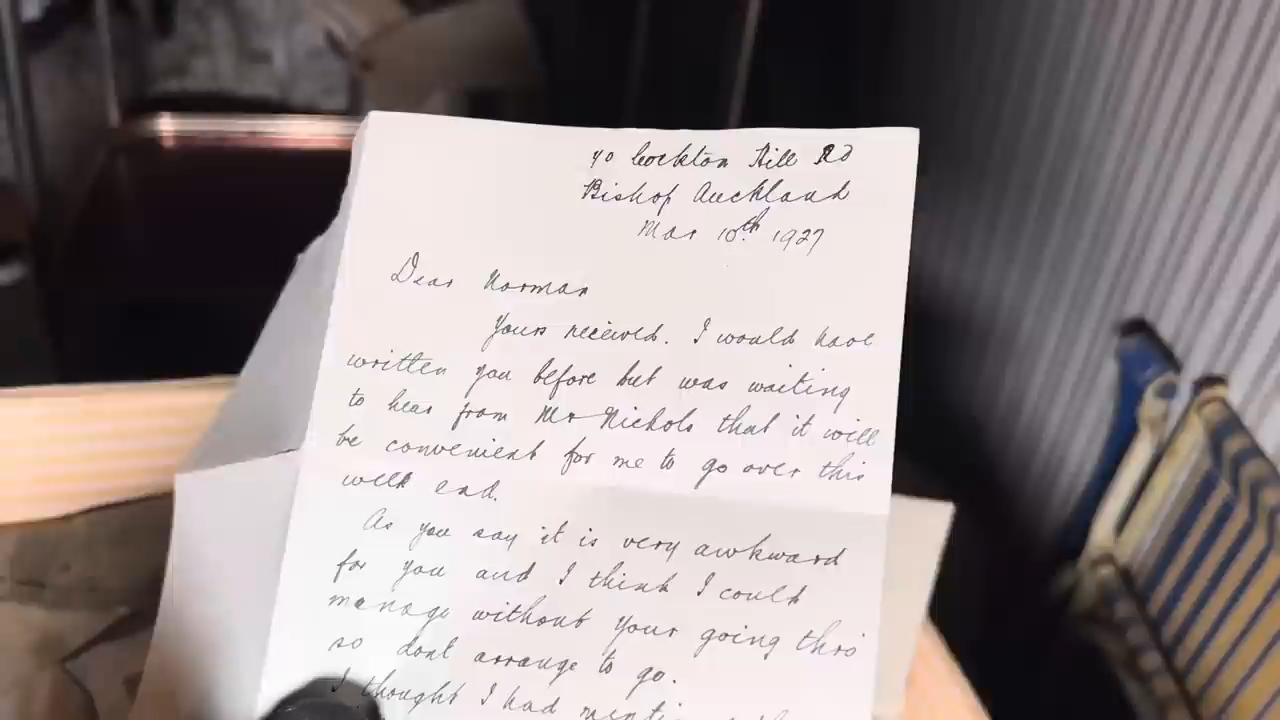 40 Cockton Hill Rd
Bishop Auckland
Mar 10th 1927
Dear Norman
Yours received. I would have
written you before but was waiting
to hear from Mr Nichols that it will
be convenient for me to go over this
week end.
As you say it is very awkward
for you and I think I could
manage without your going this
so dont arrange to go.
I thought I had